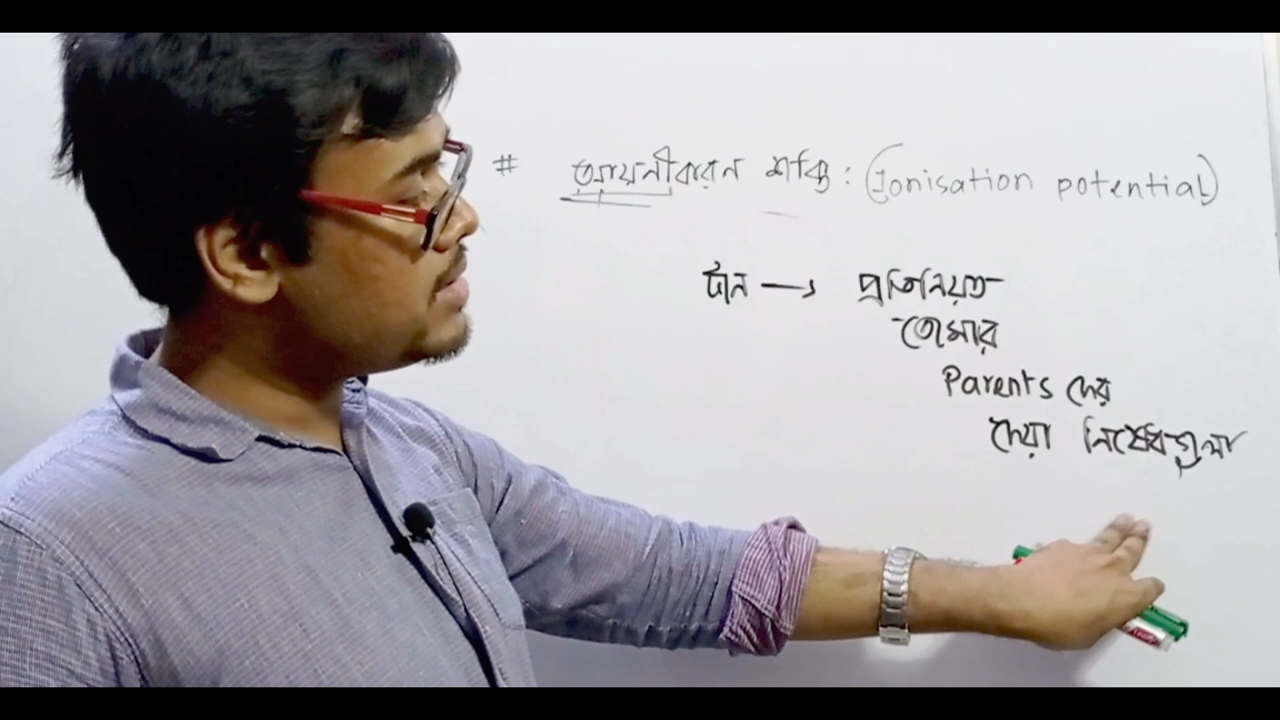 # আয়নীকরন শক্তি : (Ionisation potential)
টান → প্রতিনিয়ত
তোমার
Parents দের
দেয়া নিষেধগুলা